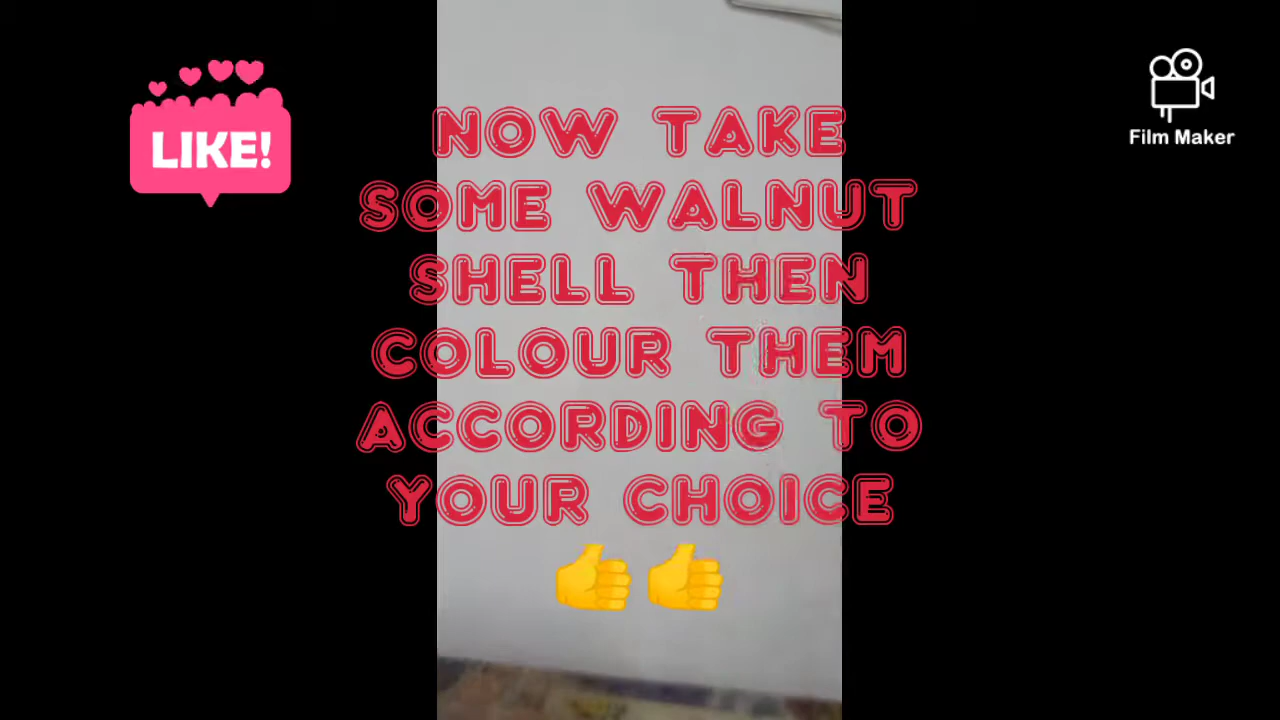 LIKE!
Film Maker
NOW TAKE
SOME WALNUT
SHELL THEN
COLOUR THEM
ACCORDING TO
YOUR CHOICE
👍👍